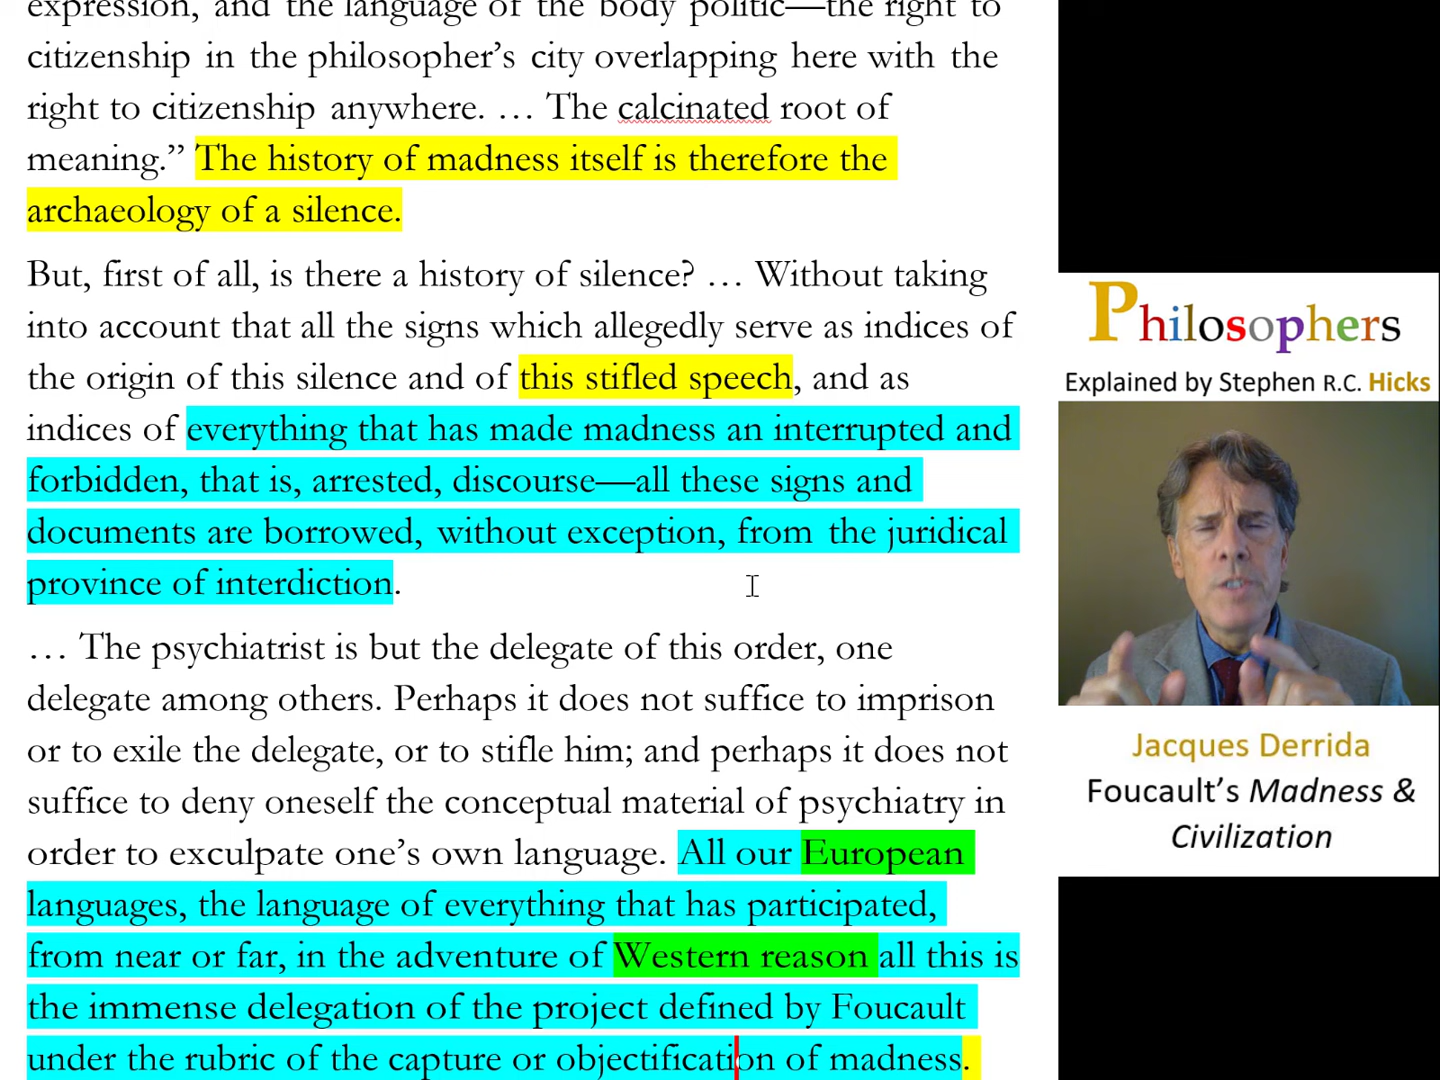 expression, and the language of the body politic—the right to
citizenship in the philosopher's city overlapping here with the
right to citizenship anywhere. … The calcinated root of
meaning.” The history of madness itself is therefore the
archaeology of a silence.
But, first of all, is there a history of silence? … Without taking
into account that all the signs which allegedly serve as indices of
the origin of this silence and of this stifled speech, and as
indices of everything that has made madness an interrupted and
forbidden, that is, arrested, discourse—all these signs and
documents are borrowed, without exception, from the juridical
province of interdiction.
… The psychiatrist is but the delegate of this order, one
delegate among others. Perhaps it does not suffice to imprison
or to exile the delegate, or to stifle him; and perhaps it does not
suffice to deny oneself the conceptual material of psychiatry in
order to exculpate one's own language. All our European
languages, the language of everything that has participated,
from near or far, in the adventure of Western reason all this is
the immense delegation of the project defined by Foucault
under the rubric of the capture or objectification of madness.
Philosophers
Explained by Stephen R.C. Hicks
Jacques Derrida
Foucault's Madness &
Civilization